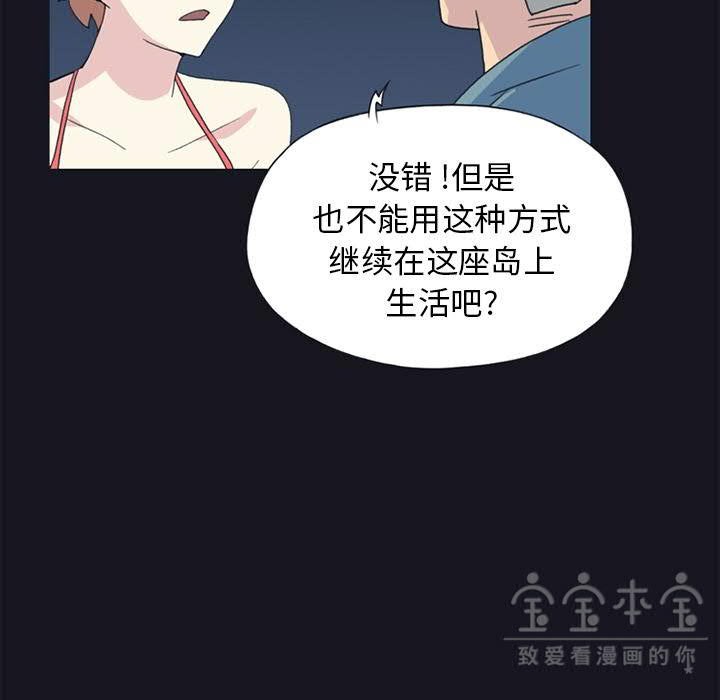 没错!但是
也不能用这种方式
继续在这座岛上
生活吧?
宝宝本宝
致爱看漫画的你